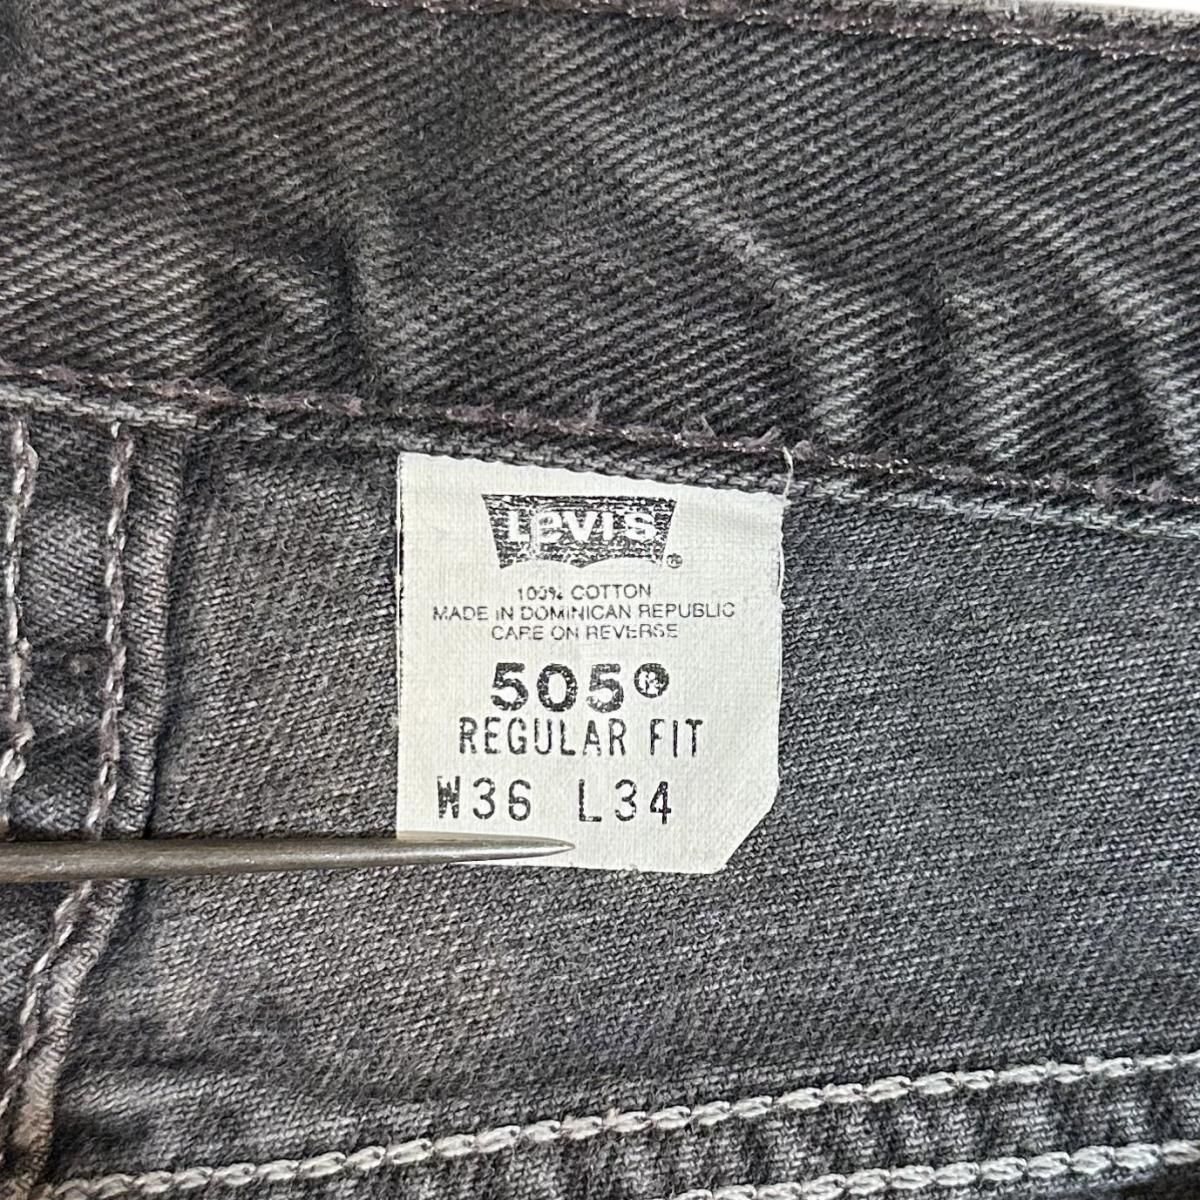 Levi's®
100% COTTON
MADE IN DOMINICAN REPUBLIC
CARE ON REVERSE
505®
REGULAR FIT
W36 L34